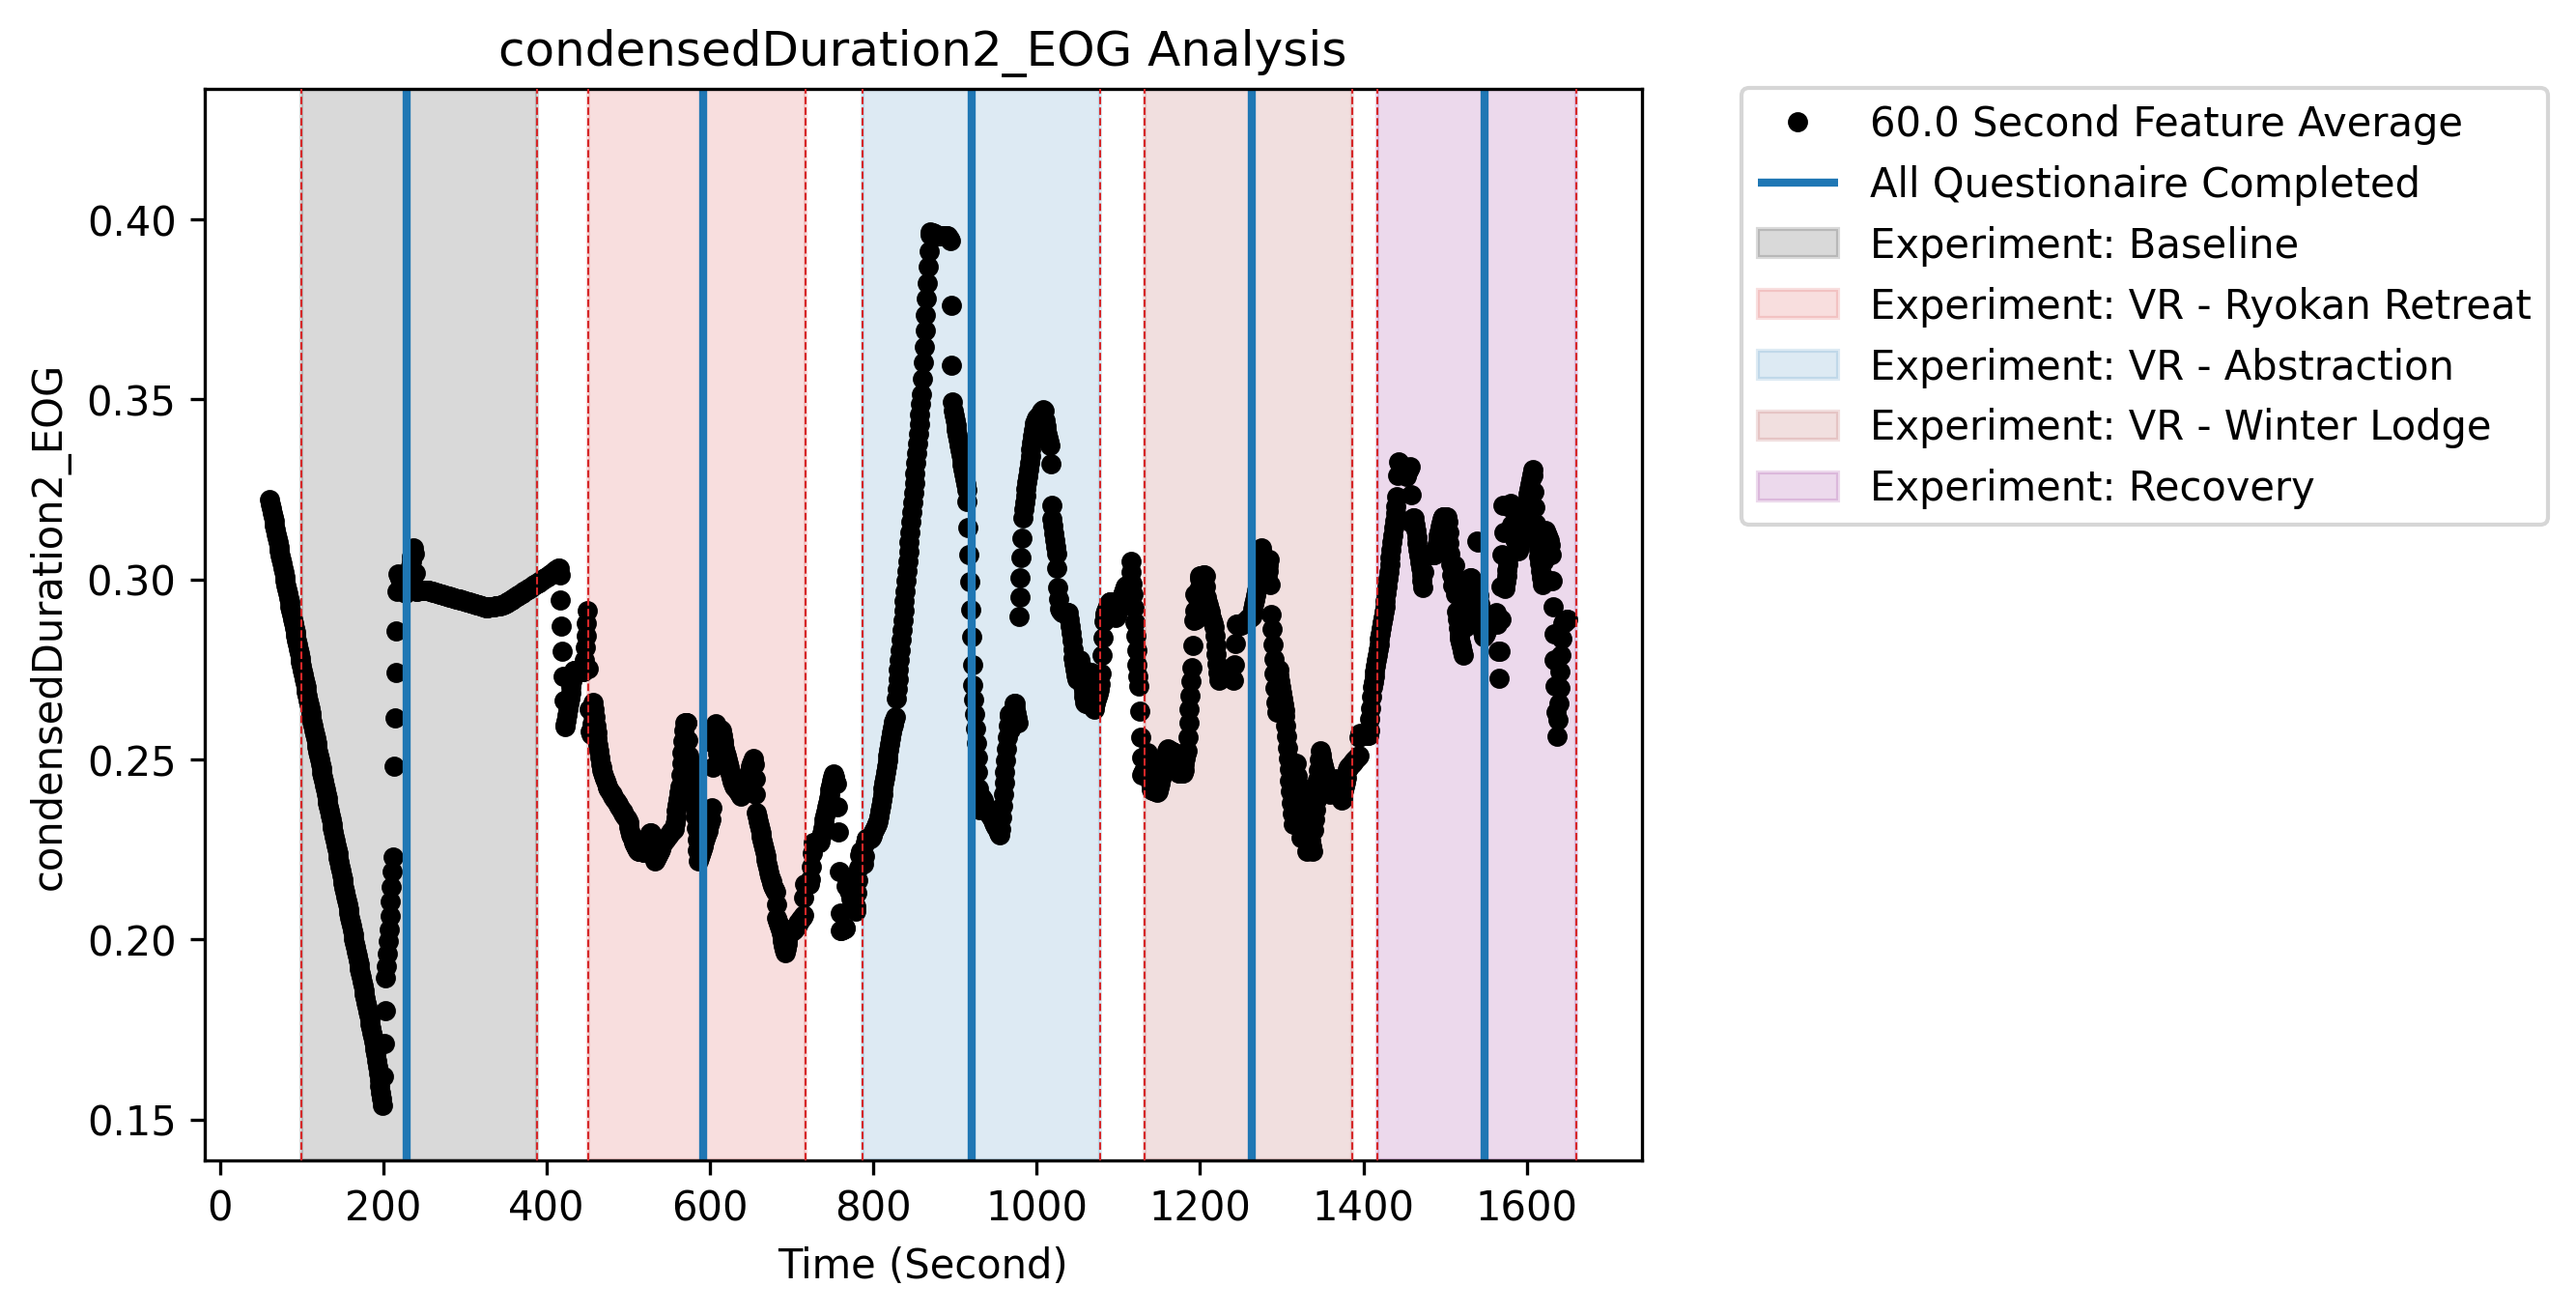 condensedDuration2_EOG Analysis
condensedDuration2_EOG
0.40
0.35
0.30
0.25
0.20
0.15
0 200 400 600 800 1000 1200 1400 1600
Time (Second)
60.0 Second Feature Average
All Questionaire Completed
Experiment: Baseline
Experiment: VR - Ryokan Retreat
Experiment: VR - Abstraction
Experiment: VR - Winter Lodge
Experiment: Recovery